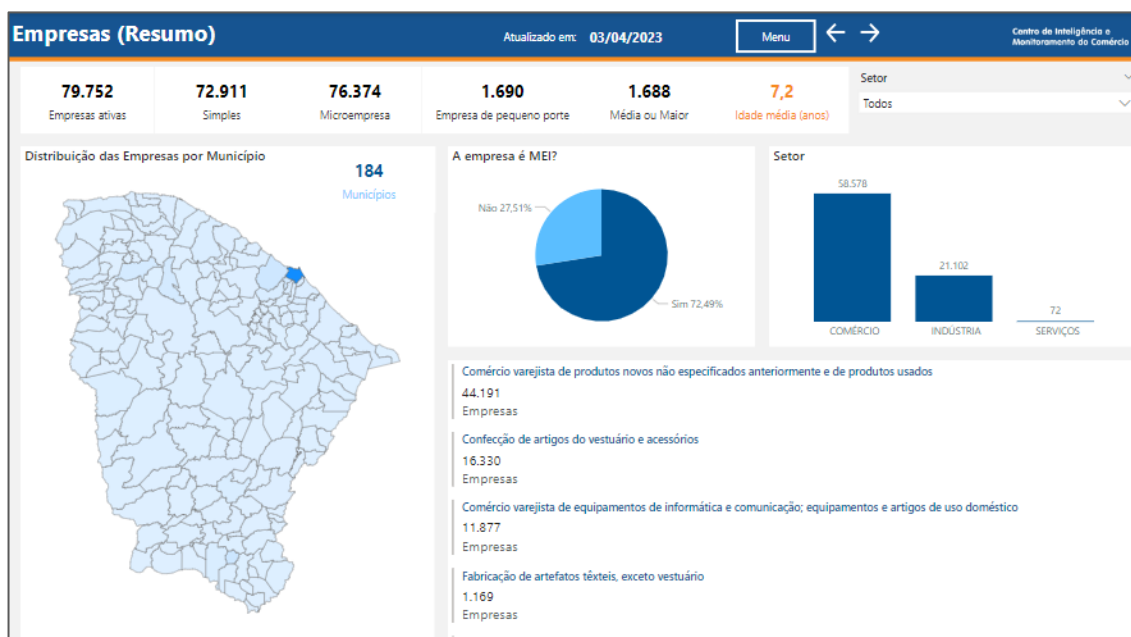 Empresas (Resumo)
Atualizado em: 03/04/2023
Menu
Centro de Inteligência e
Monitoramento do Comércio
79.752
Empresas ativas
72.911
Simples
76.374
Microempresa
1.690
Empresa de pequeno porte
1.688
Média ou Maior
7,2
Idade média (anos)
Setor
Todos
Distribuição das Empresas por Município
184
Municípios
A empresa é MEI?
Não 27,51%
Sim 72,49%
Setor
58.578
21.102
72
COMÉRCIO
INDÚSTRIA
SERVIÇOS
Comércio varejista de produtos novos não especificados anteriormente e de produtos usados
44.191
Empresas
Confecção de artigos do vestuário e acessórios
16.330
Empresas
Comércio varejista de equipamentos de informática e comunicação; equipamentos e artigos de uso doméstico
11.877
Empresas
Fabricação de artefatos têxteis, exceto vestuário
1.169
Empresas